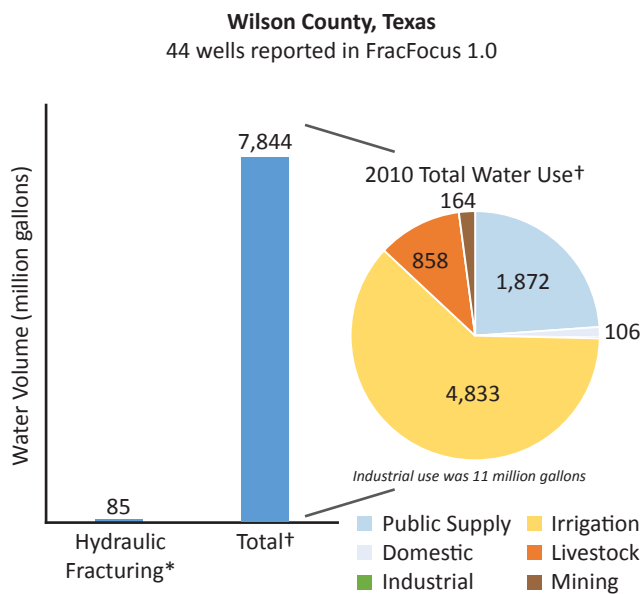 Wilson County, Texas
44 wells reported in FracFocus 1.0
Water Volume (million gallons)
7,844
85
Hydraulic
Fracturing*
Total†
2010 Total Water Use†
164
858
1,872
106
4,833
Industrial use was 11 million gallons
Public Supply
Irrigation
Domestic
Livestock
Industrial
Mining